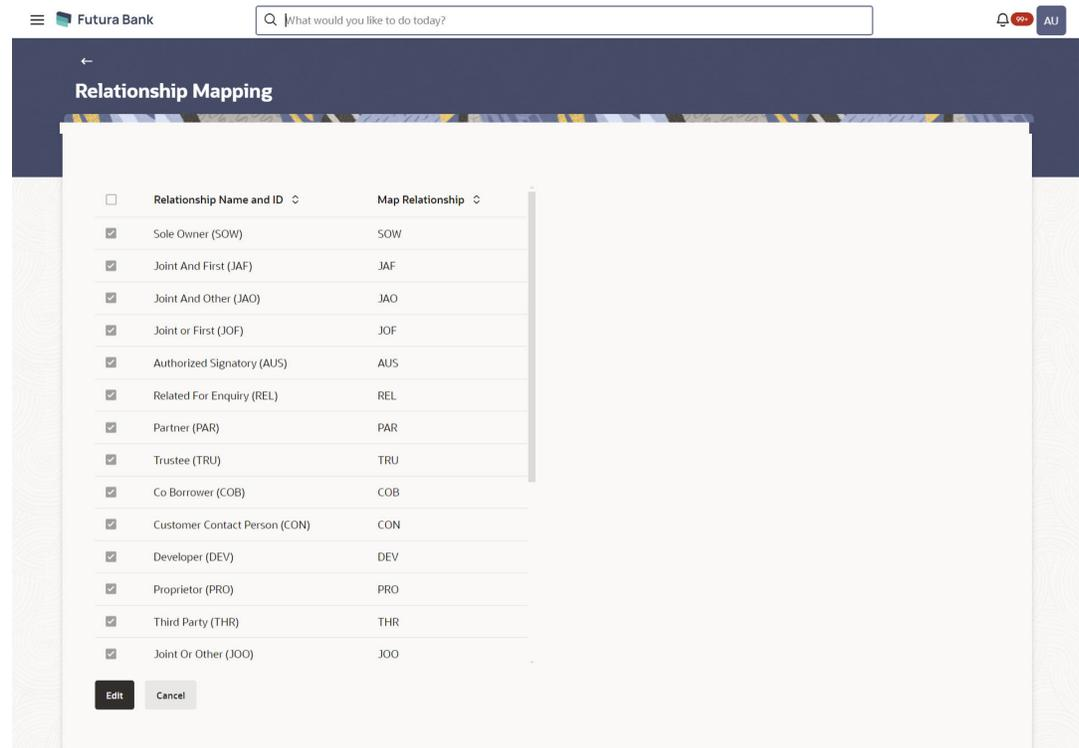 Futura Bank
What would you like to do today?
99+
AU
Relationship Mapping
Relationship Name and ID Map Relationship
Sole Owner (SOW) SOW
Joint And First (JAF) JAF
Joint And Other (JAO) JAO
Joint or First (JOF) JOF
Authorized Signatory (AUS) AUS
Related For Enquiry (REL) REL
Partner (PAR) PAR
Trustee (TRU) TRU
Co Borrower (COB) COB
Customer Contact Person (CON) CON
Developer (DEV) DEV
Proprietor (PRO) PRO
Third Party (THR) THR
Joint Or Other (JOO) JOO
Edit Cancel